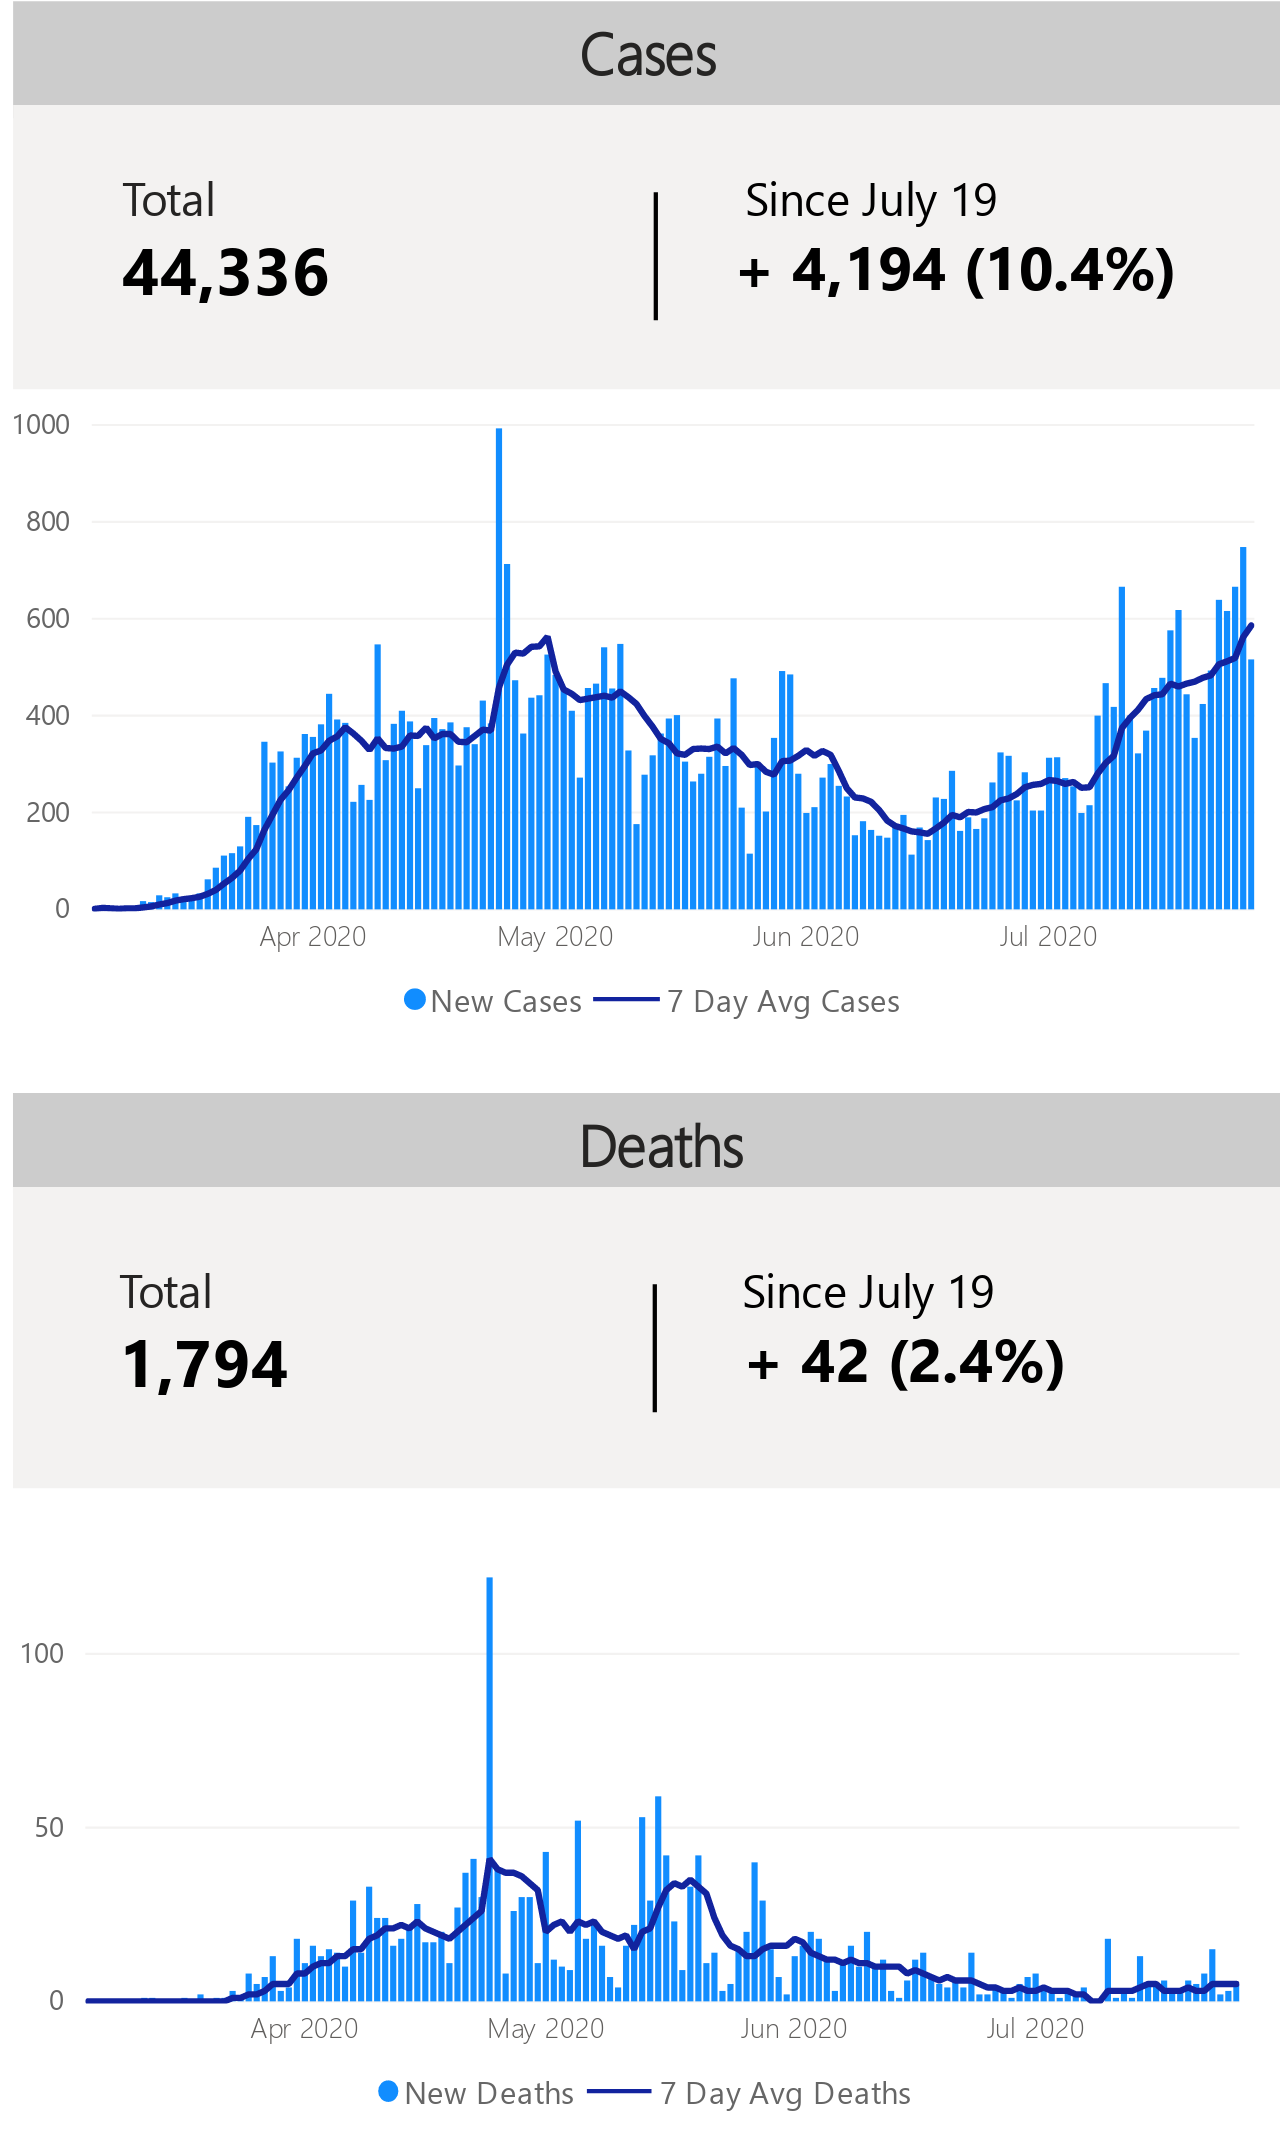 Cases
Total
44,336
Since July 19
+ 4,194 (10.4%)
1000
800
600
400
200
0
Apr 2020
May 2020
Jun 2020
Jul 2020
New Cases
7 Day Avg Cases
Deaths
Total
1,794
Since July 19
+ 42 (2.4%)
100
50
0
Apr 2020
May 2020
Jun 2020
Jul 2020
New Deaths
7 Day Avg Deaths